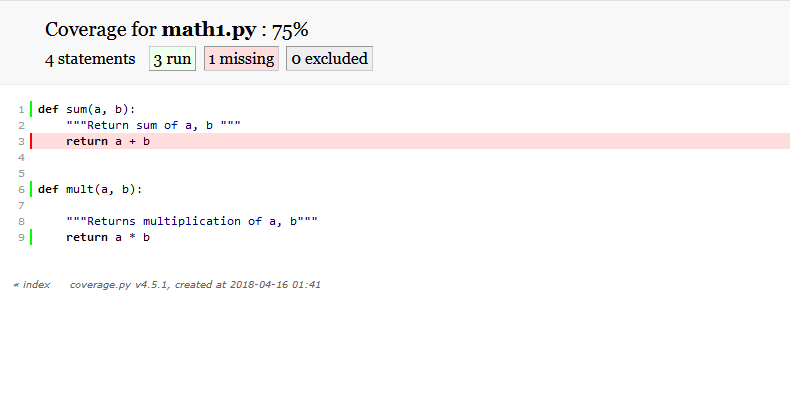 Coverage for math1.py : 75%
4 statements 3 run 1 missing 0 excluded
1 def sum(a, b):
2 """Return sum of a, b """
3 return a + b
4
5
6 def mult(a, b):
7
8 """Returns multiplication of a, b"""
9 return a * b
« index coverage.py v4.5.1, created at 2018-04-16 01:41